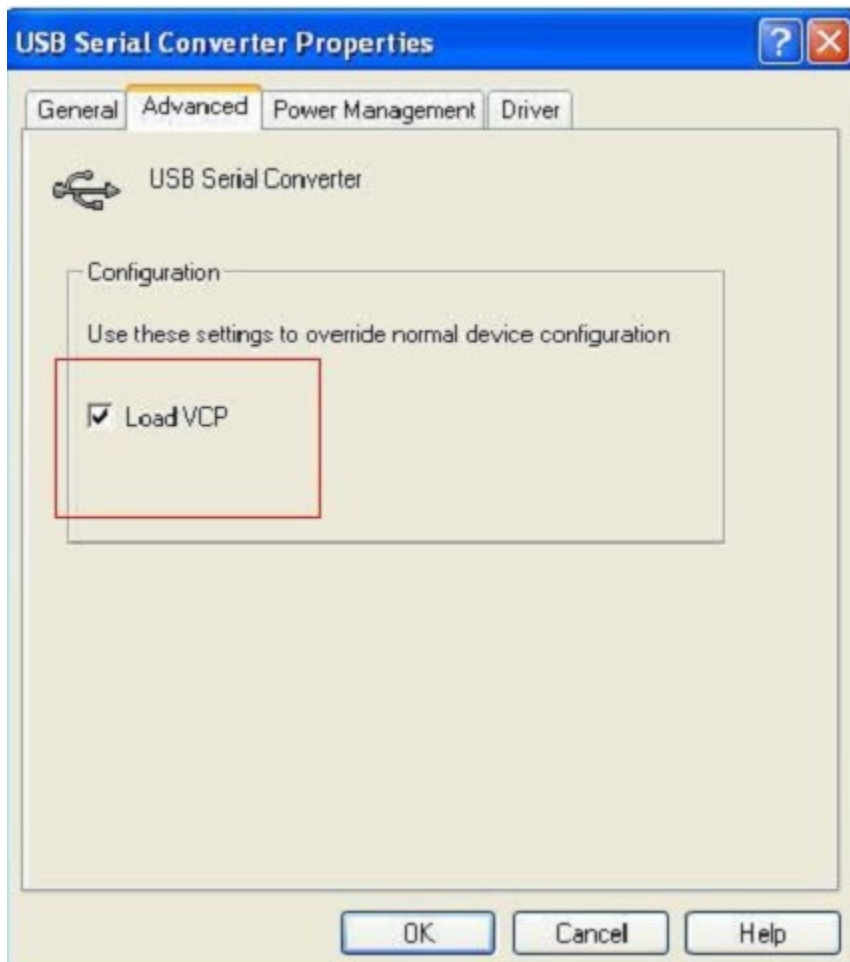 USB Serial Converter Properties
General Advanced Power Management Driver
USB Serial Converter
Configuration
Use these settings to override normal device configuration
Load VCP
OK Cancel Help